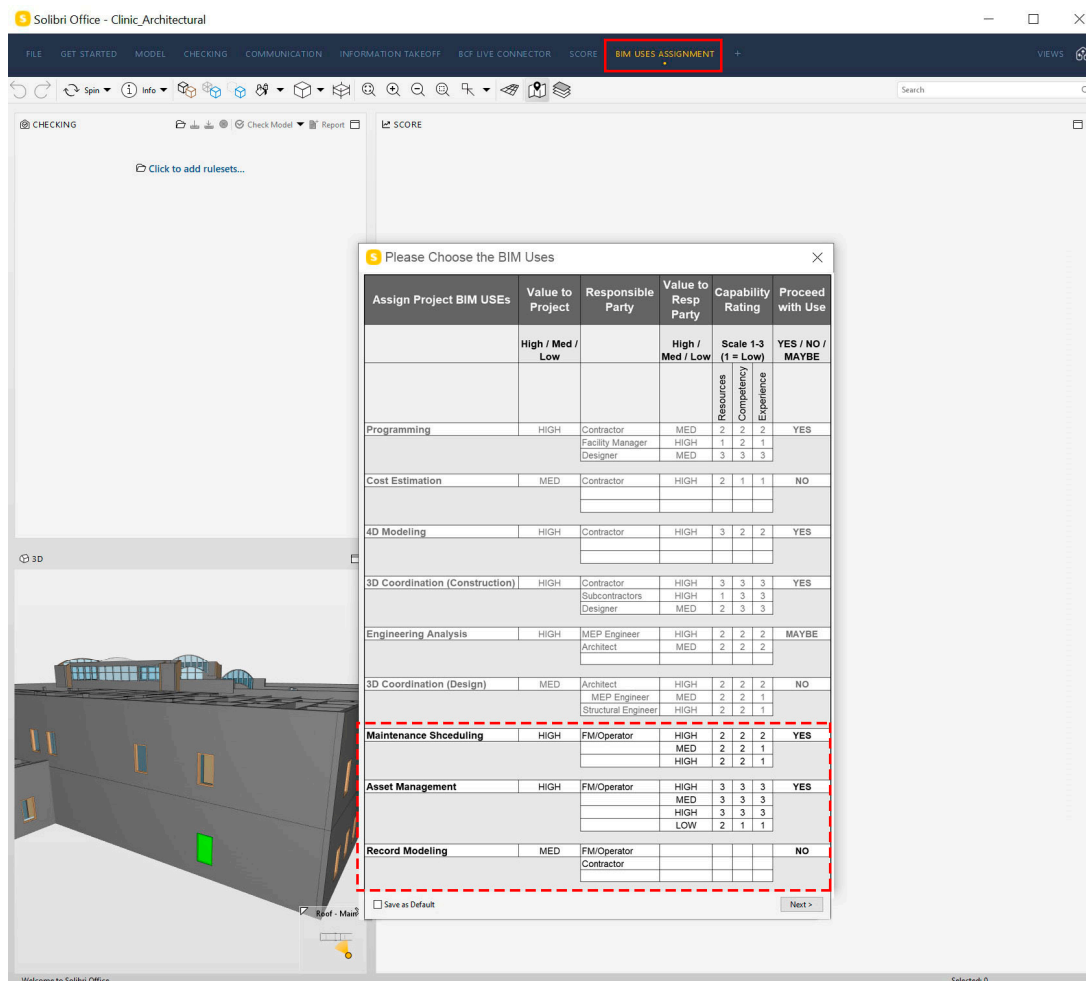 Solibri Office - Clinic_Architectural
FILE GET STARTED MODEL CHECKING COMMUNICATION INFORMATION TAKEOFF BCF LIVE CONNECTOR SCORE BIM USES ASSIGNMENT + VIEWS
Spin Info Search
CHECKING Check Model Report SCORE
Click to add rulesets...
Please Choose the BIM Uses
Assign Project BIM USEs Value to Project Responsible Party Value to Resp Party Capability Rating Proceed with Use
High / Med / Low High / Med / Low Scale 1-3 (1 = Low) YES / NO / MAYBE
Resources Competency Experience
Programming HIGH Contractor MED 2 2 2 YES
Facility Manager HIGH 1 2 1
Designer MED 3 3 3
Cost Estimation MED Contractor HIGH 2 1 1 NO
4D Modeling HIGH Contractor HIGH 3 2 2 YES
3D Coordination (Construction) HIGH Contractor HIGH 3 3 3 YES
Subcontractors HIGH 1 3 3
Designer MED 2 3 3
Engineering Analysis HIGH MEP Engineer HIGH 2 2 2 MAYBE
Architect MED 2 2 2
3D Coordination (Design) MED Architect HIGH 2 2 2 NO
MEP Engineer MED 2 2 1
Structural Engineer HIGH 2 2 1
Maintenance Shceduling HIGH FM/Operator HIGH 2 2 2 YES
MED 2 2 1
HIGH 2 2 1
Asset Management HIGH FM/Operator HIGH 3 3 3 YES
MED 3 3 3
HIGH 3 3 3
LOW 2 1 1
Record Modeling MED FM/Operator NO
Contractor
Save as Default Next >
3D
Roof - Main
Welcome to Solibri Office Selected: 0